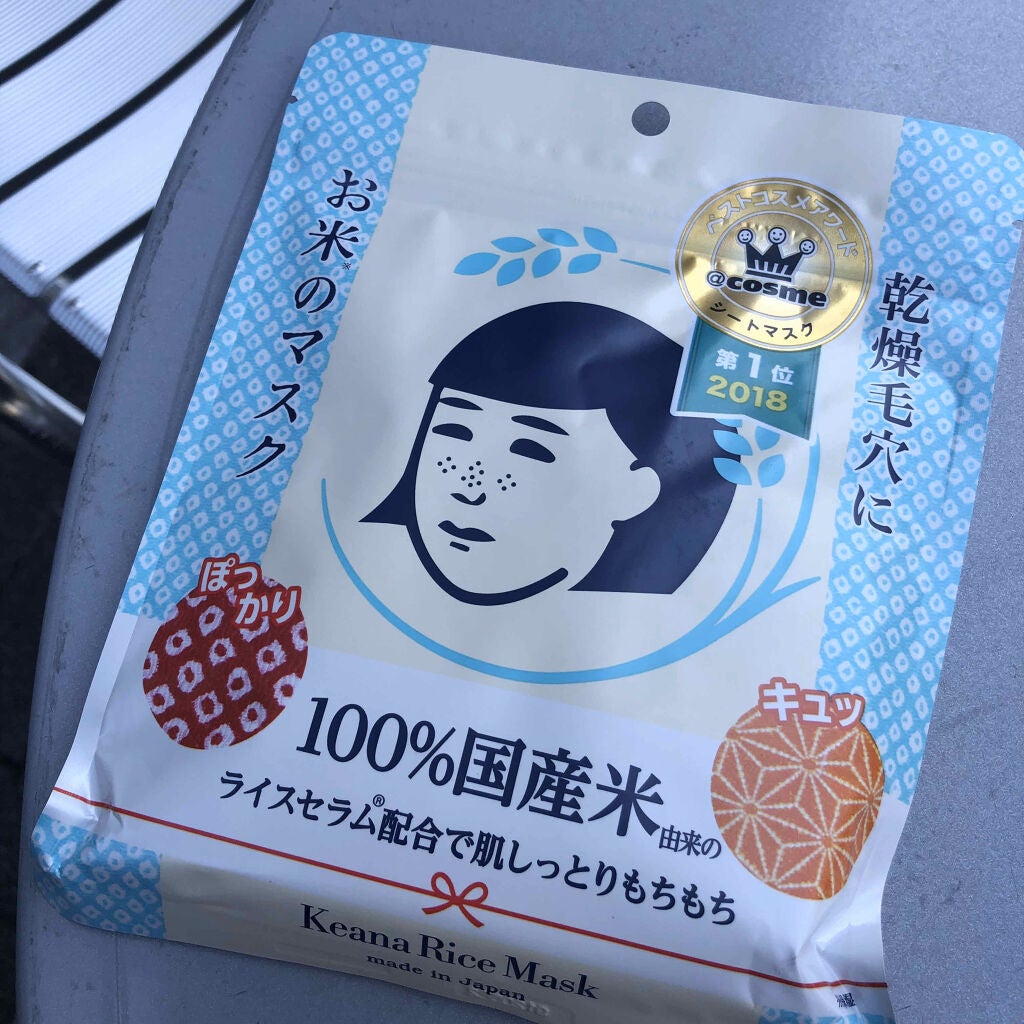 お米※のマスク
乾燥毛穴に
ベストコスメアワード
@cosme
シートマスク
第1位
2018
ぽっ
かり
キュッ
100%国産米由来の
ライスセラム®配合で肌しっとりもちもち
Keana Rice Mask
made in Japan